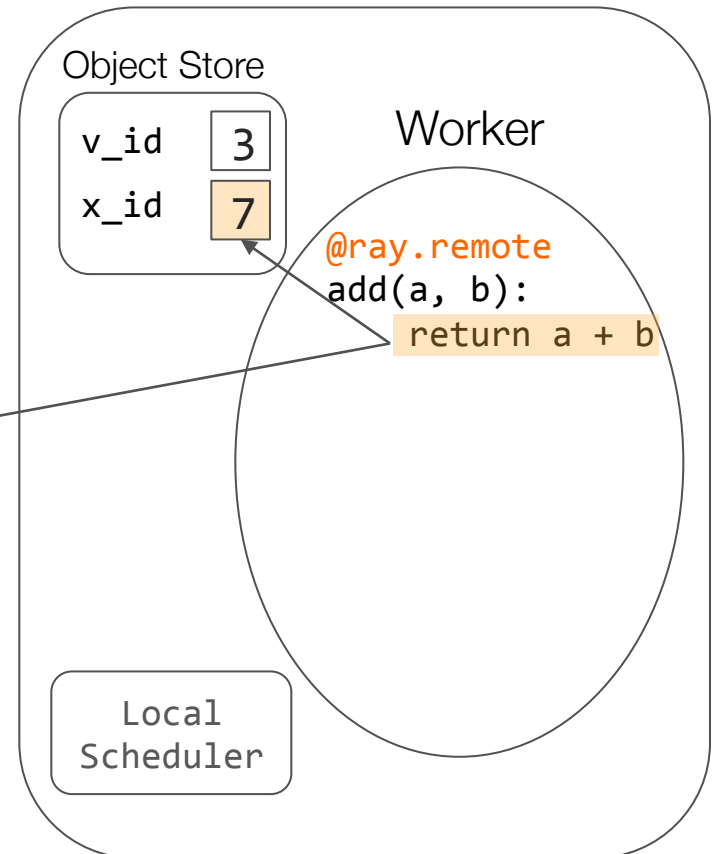 Object Store
v_id 3
x_id 7
Worker
@ray.remote
add(a, b):
return a + b
Local
Scheduler